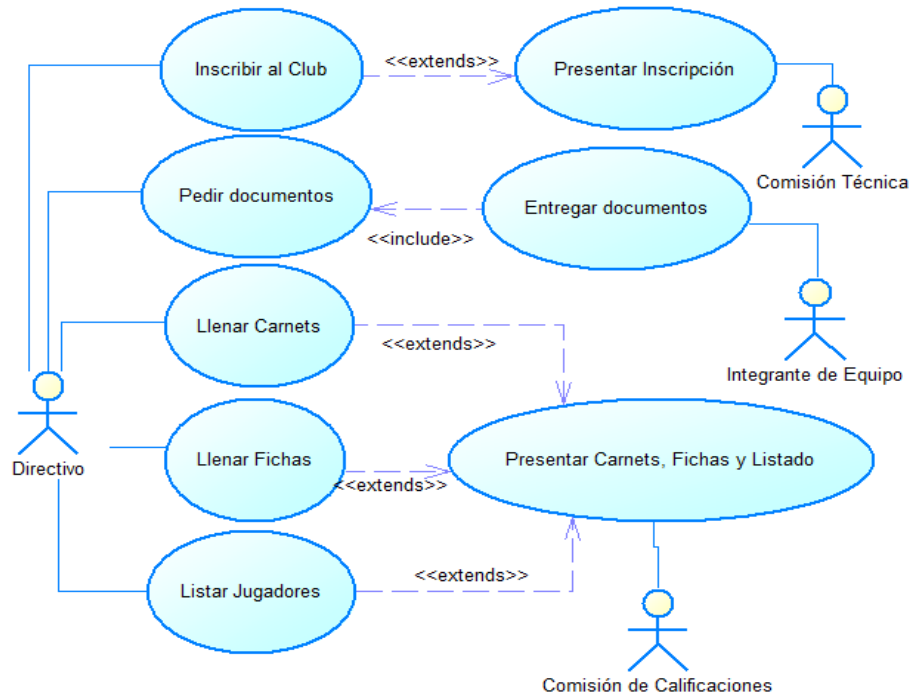 Inscribir al Club
<<extends>>
Presentar Inscripción
Comisión Técnica
Pedir documentos
<<include>>
Entregar documentos
Integrante de Equipo
Llenar Carnets
<<extends>>
Directivo
Llenar Fichas
<<extends>>
Presentar Carnets, Fichas y Listado
Listar Jugadores
<<extends>>
Comisión de Calificaciones